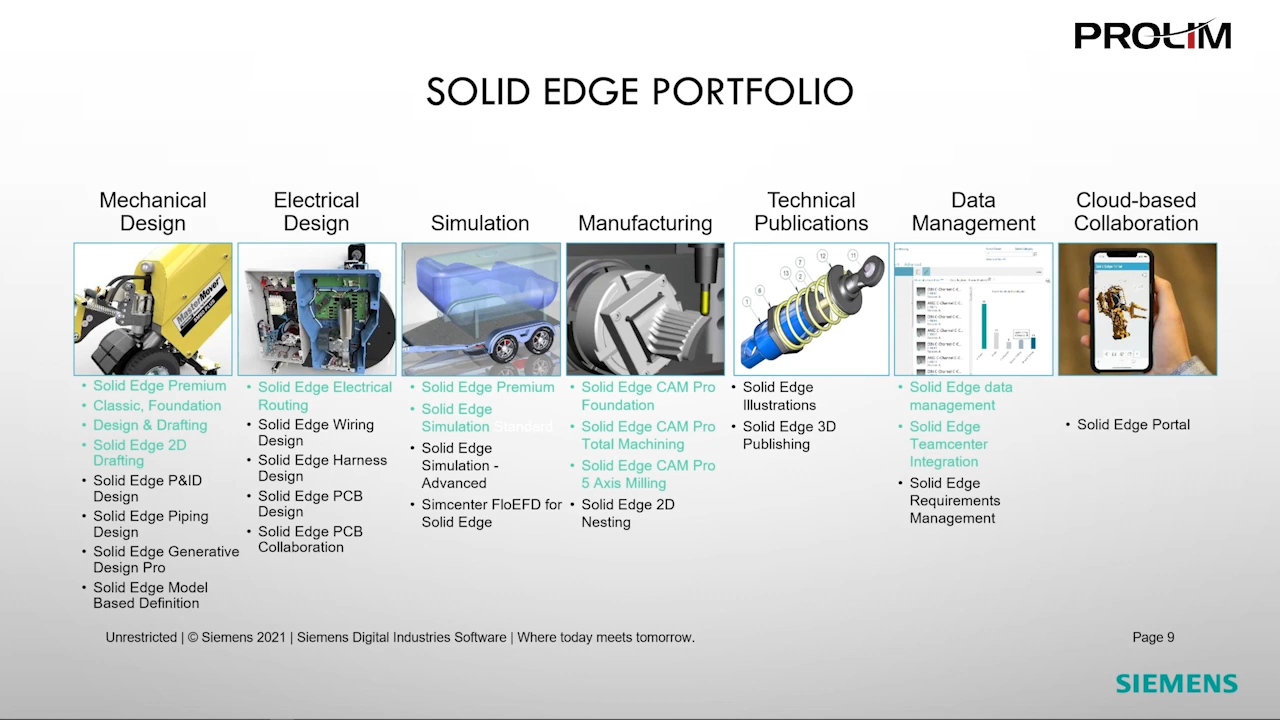 PROLIM
SOLID EDGE PORTFOLIO
Mechanical
Design
• Solid Edge Premium
• Classic, Foundation
• Design & Drafting
• Solid Edge 2D
Drafting
• Solid Edge P&ID
Design
• Solid Edge Piping
Design
• Solid Edge Generative
Design Pro
• Solid Edge Model
Based Definition
Electrical
Design
• Solid Edge Electrical
Routing
• Solid Edge Wiring
Design
• Solid Edge Harness
Design
• Solid Edge PCB
Design
• Solid Edge PCB
Collaboration
Simulation
• Solid Edge Premium
• Solid Edge
Simulation Standard
• Solid Edge
Simulation -
Advanced
• Simcenter FloEFD for
Solid Edge
Manufacturing
• Solid Edge CAM Pro
Foundation
• Solid Edge CAM Pro
Total Machining
• Solid Edge CAM Pro
5 Axis Milling
• Solid Edge 2D
Nesting
Technical
Publications
1
6
13
7
2
12
11
• Solid Edge
Illustrations
• Solid Edge 3D
Publishing
Data
Management
• Solid Edge data
management
• Solid Edge
Teamcenter
Integration
• Solid Edge
Requirements
Management
Cloud-based
Collaboration
• Solid Edge Portal
Unrestricted | © Siemens 2021 | Siemens Digital Industries Software | Where today meets tomorrow.
Page 9
SIEMENS